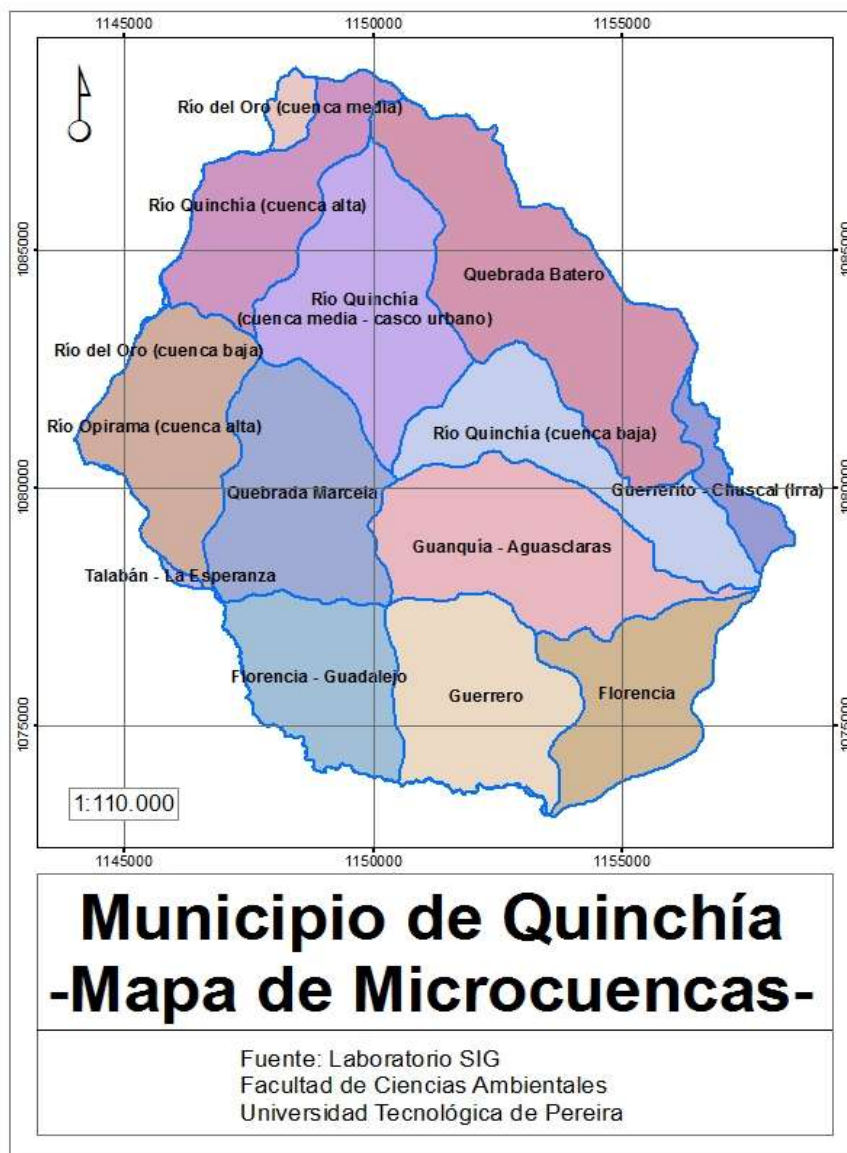 1145000
1150000
1155000
Río del Oro (cuenca media)
Río Quinchía (cuenca alta)
1085000
1085000
Quebrada Batero
Río Quinchía
(cuenca media - casco urbano)
Río del Oro (cuenca baja)
Río Opirama (cuenca alta)
Río Quinchía (cuenca baja)
1080000
1080000
Quebrada Marcela
Guerrerito - Chuscal (Irra)
Guanquía - Aguasclaras
Talabán - La Esperanza
Florencia - Guadalejo
Guerrero
Florencia
1075000
1075000
1:110.000
1145000
1150000
1155000
Municipio de Quinchía
-Mapa de Microcuencas-
Fuente: Laboratorio SIG
Facultad de Ciencias Ambientales
Universidad Tecnológica de Pereira